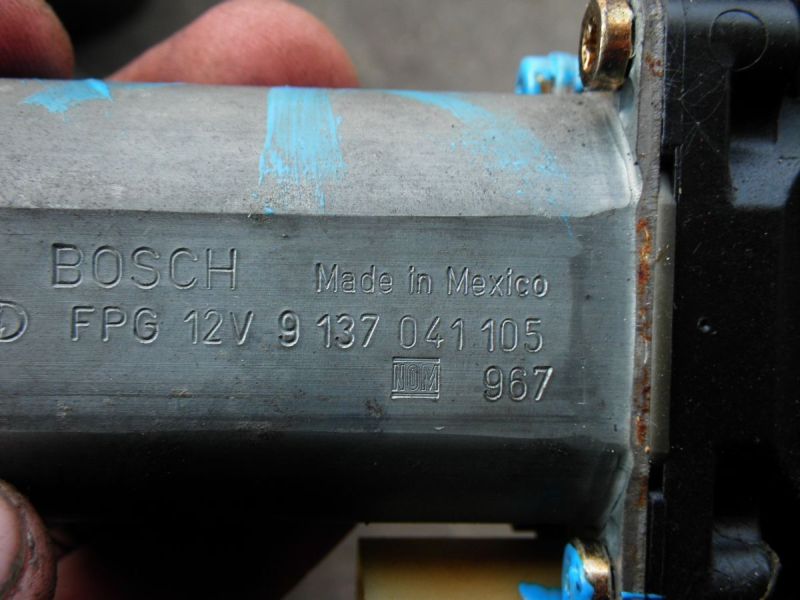 BOSCH Made in Mexico
FPG 12V 9 137 041 105
NOM 967